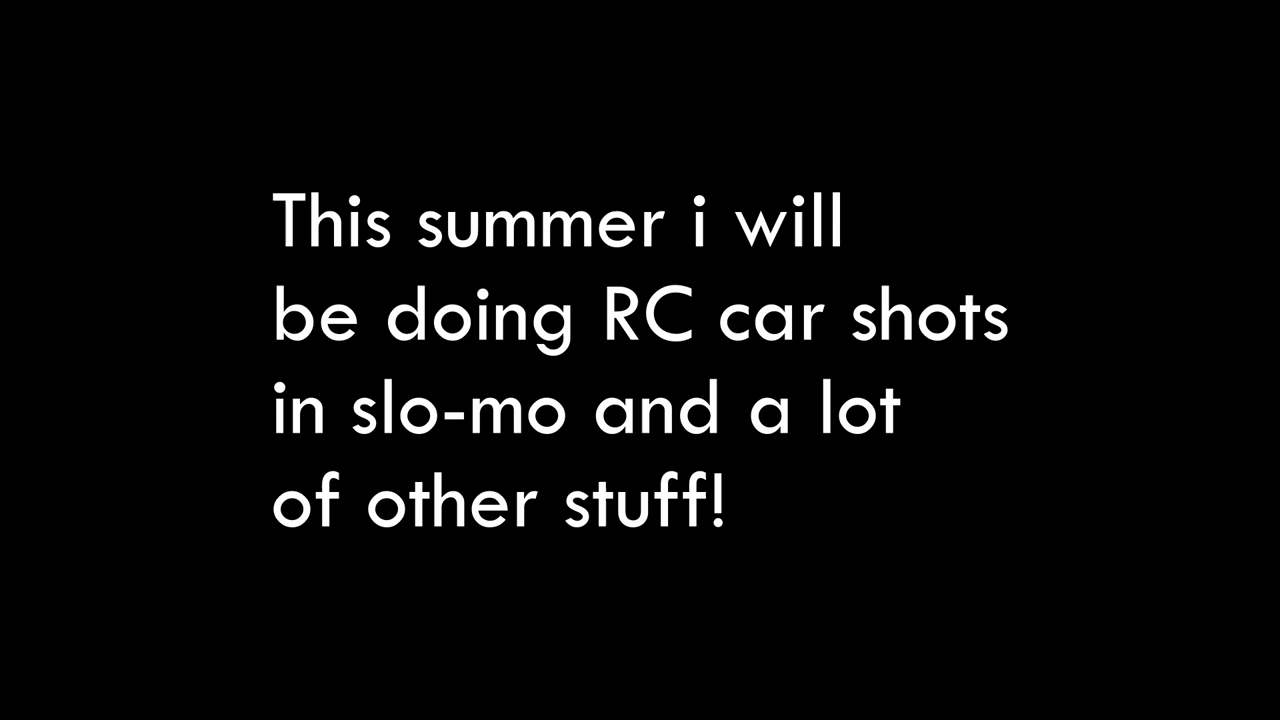 This summer i will
be doing RC car shots
in slo-mo and a lot
of other stuff!